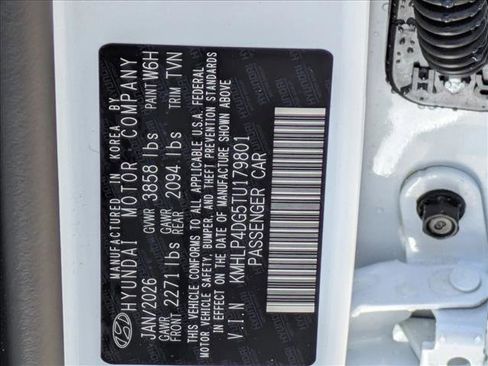 MANUFACTURED IN KOREA BY
HYUNDAI MOTOR COMPANY
JAN/2026 GVWR 3858 lbs PAINT W6H
GAWR FRONT 2271 lbs GAWR REAR 2094 lbs TRIM TVN
THIS VEHICLE CONFORMS TO ALL APPLICABLE U.S.A. FEDERAL
MOTOR VEHICLE SAFETY, BUMPER, AND THEFT PREVENTION STANDARDS
IN EFFECT ON THE DATE OF MANUFACTURE SHOWN ABOVE
V.I.N KMHLP4DG5TU179801
PASSENGER CAR